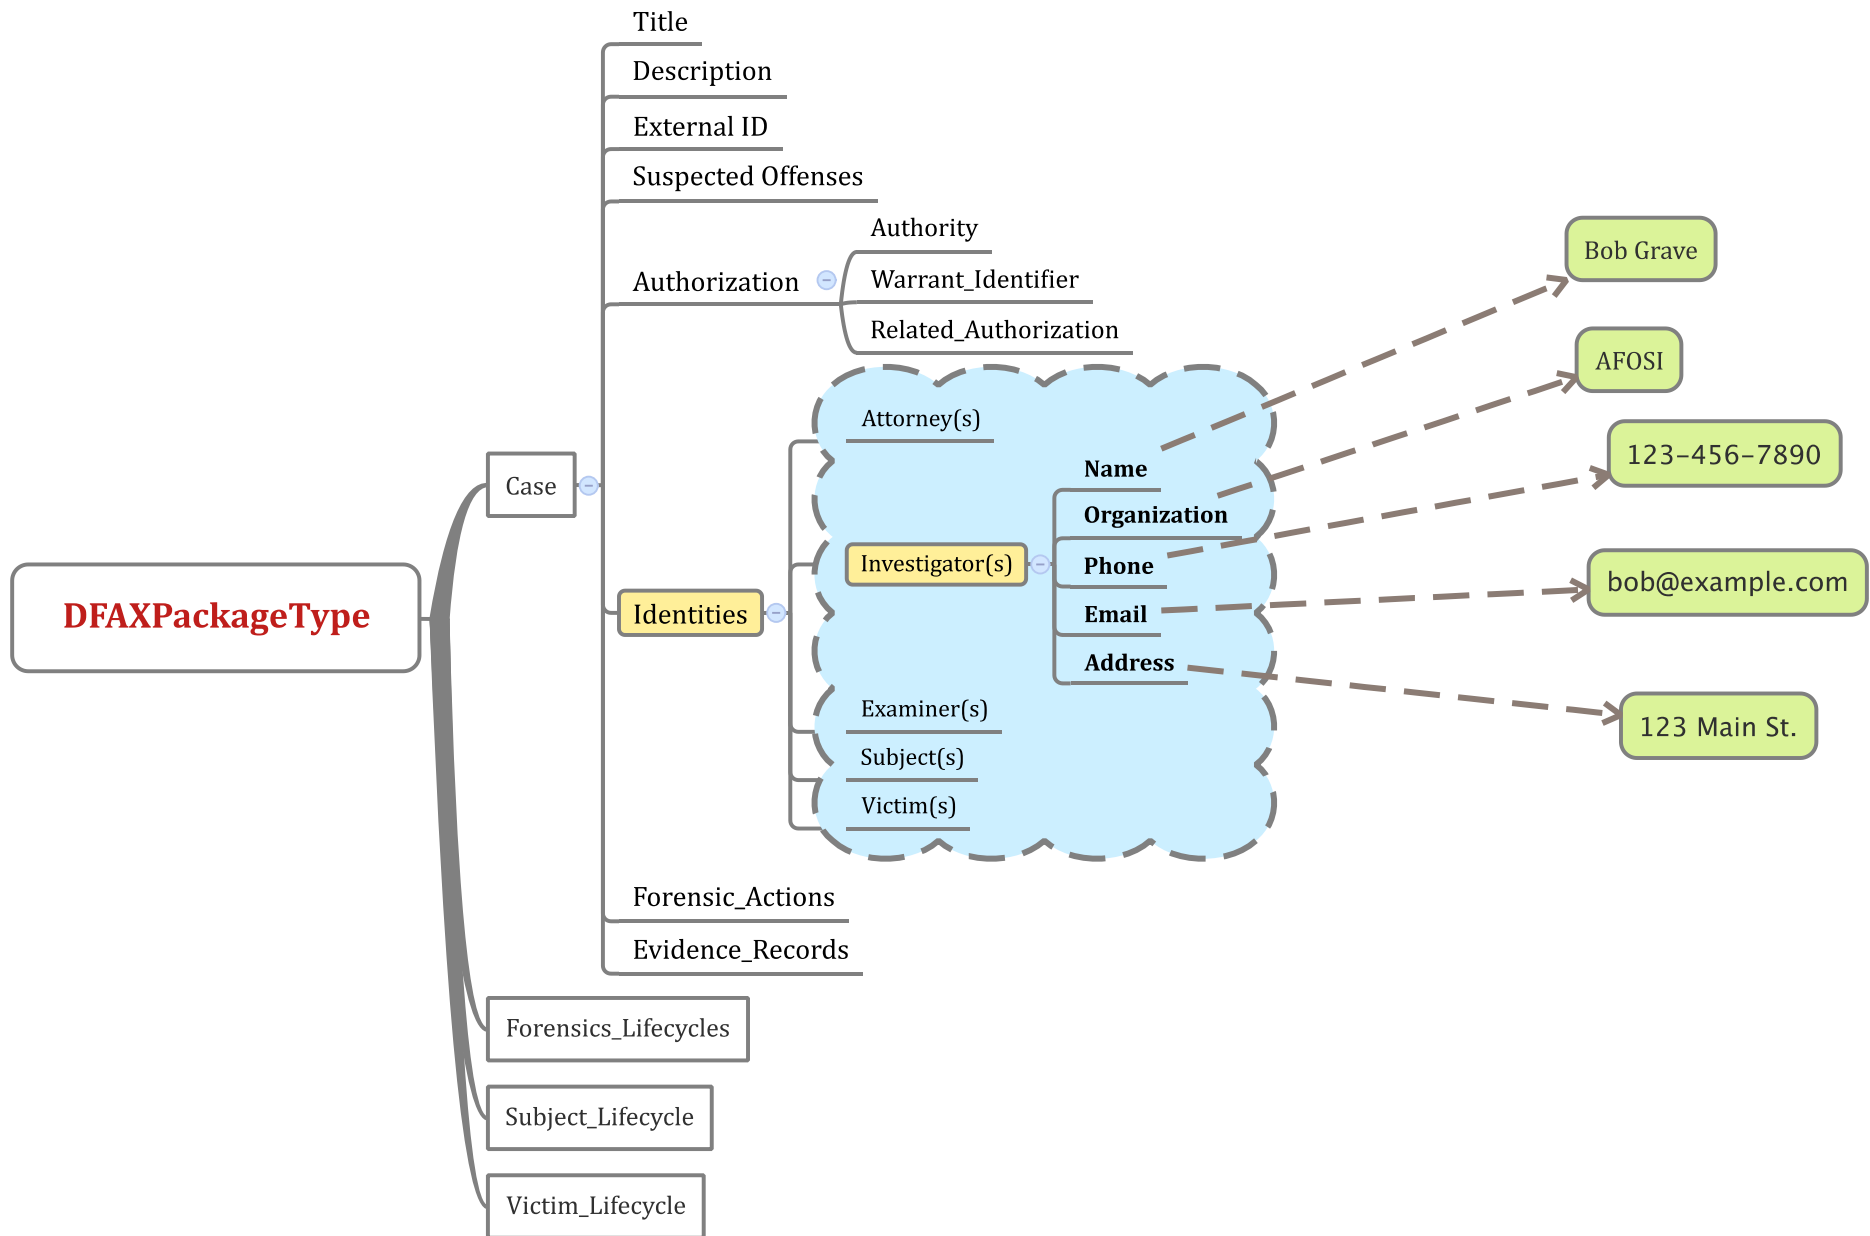 Title
Description
External ID
Suspected Offenses
Authorization
Authority
Warrant_Identifier
Related_Authorization
Bob Grave
AFOSI
123-456-7890
bob@example.com
123 Main St.
Attorney(s)
Name
Organization
Phone
Email
Address
Investigator(s)
Case
Identities
DFAXPackageType
Examiner(s)
Subject(s)
Victim(s)
Forensic_Actions
Evidence_Records
Forensics_Lifecycles
Subject_Lifecycle
Victim_Lifecycle